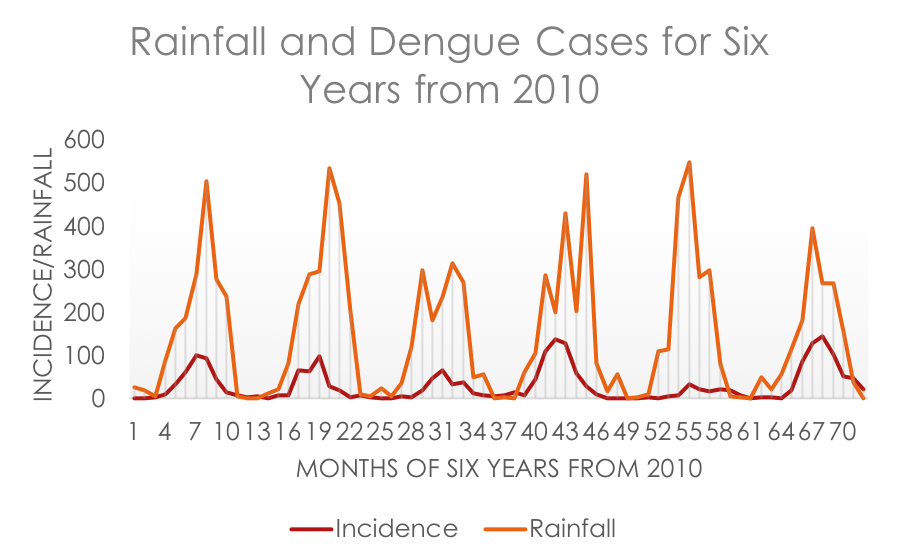 Rainfall and Dengue Cases for Six
Years from 2010
INCIDENCE/RAINFALL
600
500
400
300
200
100
0
1 4 7 10 13 16 19 22 25 28 31 34 37 40 43 46 49 52 55 58 61 64 67 70
MONTHS OF SIX YEARS FROM 2010
Incidence Rainfall